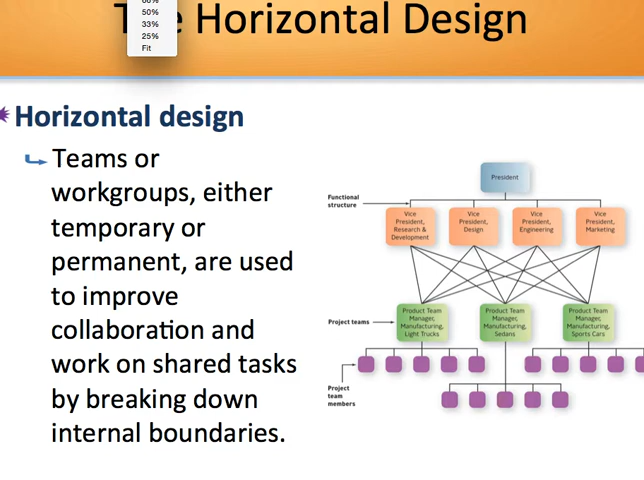 The Horizontal Design
50%
33%
25%
Fit
Horizontal design
Teams or
workgroups, either
temporary or
permanent, are used
to improve
collaboration and
work on shared tasks
by breaking down
internal boundaries.
President
Functional
structure
Vice
President,
Research &
Development
Vice
President,
Design
Vice
President,
Engineering
Vice
President,
Marketing
Project teams
Product Team
Manager,
Manufacturing,
Light Trucks
Product Team
Manager,
Manufacturing,
Sedans
Product Team
Manager,
Manufacturing,
Sports Cars
Project
team
members